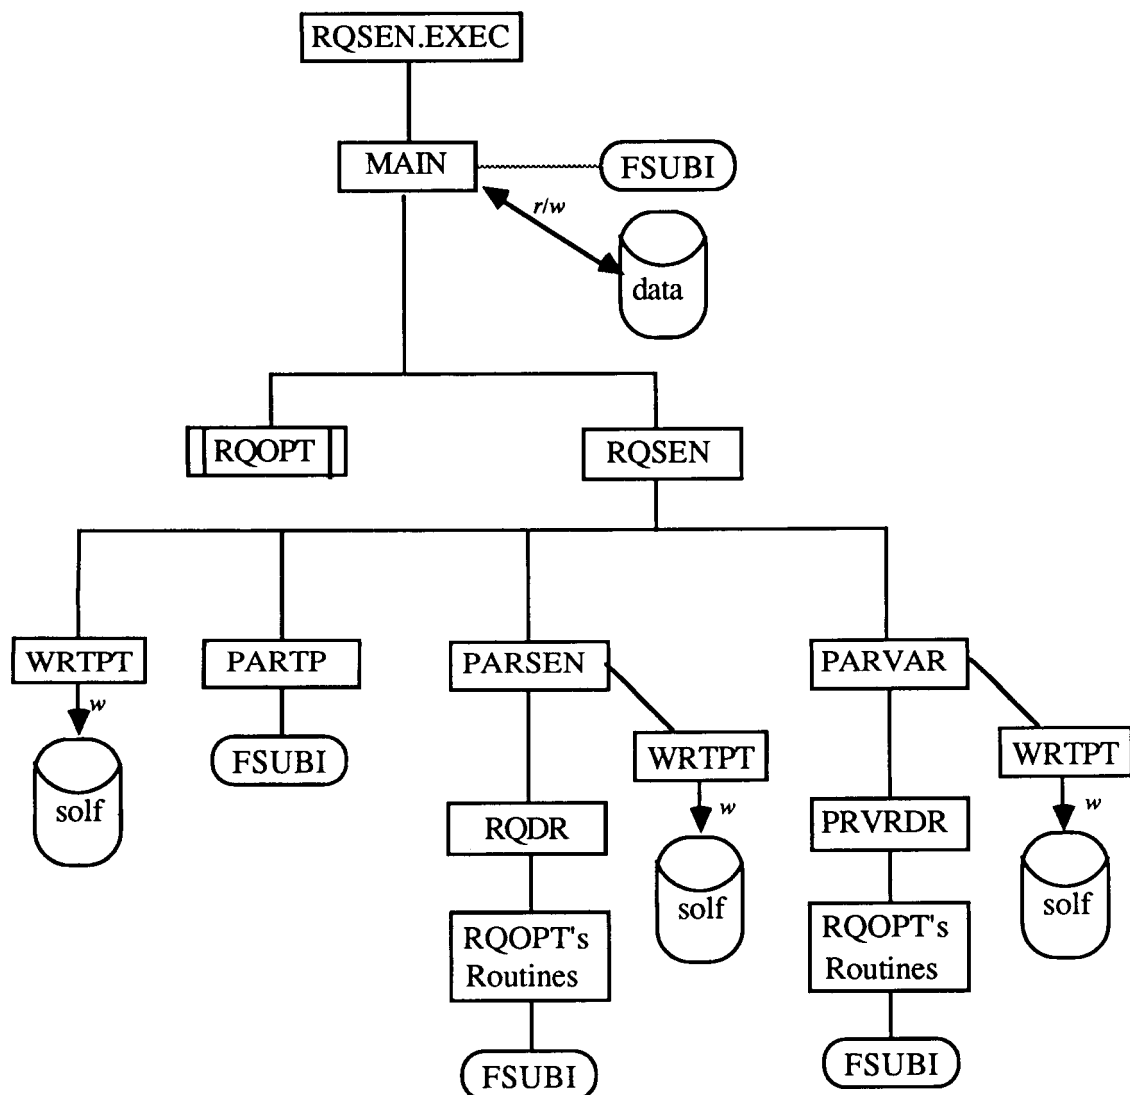 RQSEN.EXEC
MAIN
FSUBI
r/w
data
RQOPT
RQSEN
WRTPT
PARTP
PARSEN
PARVAR
w
FSUBI
WRTPT
WRTPT
solf
RQDR
w
PRVRDR
w
solf
solf
RQOPT's
Routines
RQOPT's
Routines
FSUBI
FSUBI